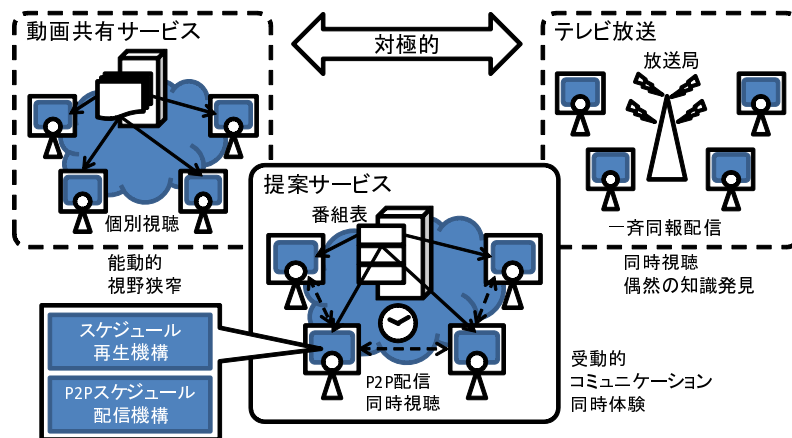 動画共有サービス
対極的
テレビ放送
放送局
個別視聴
一斉同報配信
提案サービス
番組表
能動的
視野狭窄
同時視聴
偶然の知識発見
スケジュール
再生機構
P2Pスケジュール
配信機構
P2P配信
同時視聴
受動的
コミュニケーション
同時体験